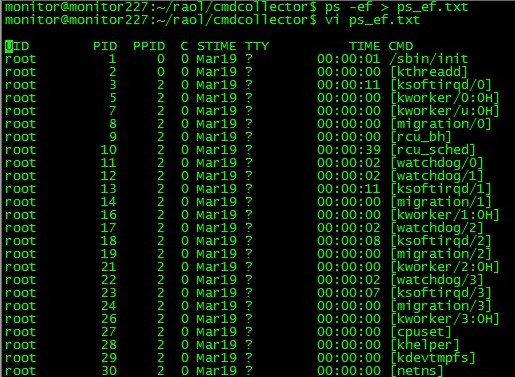 monitor@monitor227:~/raol/cmdcollector$ ps -ef > ps_ef.txt
monitor@monitor227:~/raol/cmdcollector$ vi ps_ef.txt
UID PID PPID C STIME TTY TIME CMD
root 1 0 0 Mar19 ? 00:00:01 /sbin/init
root 2 0 0 Mar19 ? 00:00:00 [kthreadd]
root 3 2 0 Mar19 ? 00:00:11 [ksoftirqd/0]
root 5 2 0 Mar19 ? 00:00:00 [kworker/0:0H]
root 7 2 0 Mar19 ? 00:00:00 [kworker/u:0H]
root 8 2 0 Mar19 ? 00:00:00 [migration/0]
root 9 2 0 Mar19 ? 00:00:00 [rcu_bh]
root 10 2 0 Mar19 ? 00:00:39 [rcu_sched]
root 11 2 0 Mar19 ? 00:00:02 [watchdog/0]
root 12 2 0 Mar19 ? 00:00:02 [watchdog/1]
root 13 2 0 Mar19 ? 00:00:11 [ksoftirqd/1]
root 14 2 0 Mar19 ? 00:00:00 [migration/1]
root 16 2 0 Mar19 ? 00:00:00 [kworker/1:0H]
root 17 2 0 Mar19 ? 00:00:02 [watchdog/2]
root 18 2 0 Mar19 ? 00:00:08 [ksoftirqd/2]
root 19 2 0 Mar19 ? 00:00:00 [migration/2]
root 21 2 0 Mar19 ? 00:00:00 [kworker/2:0H]
root 22 2 0 Mar19 ? 00:00:02 [watchdog/3]
root 23 2 0 Mar19 ? 00:00:07 [ksoftirqd/3]
root 24 2 0 Mar19 ? 00:00:00 [migration/3]
root 26 2 0 Mar19 ? 00:00:00 [kworker/3:0H]
root 27 2 0 Mar19 ? 00:00:00 [cpuset]
root 28 2 0 Mar19 ? 00:00:00 [khelper]
root 29 2 0 Mar19 ? 00:00:00 [kdevtmpfs]
root 30 2 0 Mar19 ? 00:00:00 [netns]